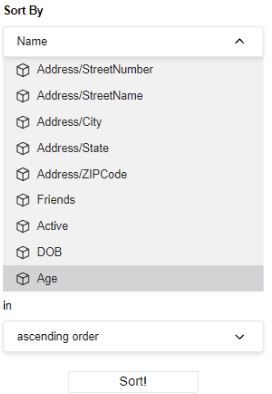 Sort By
Name
Address/StreetNumber
Address/StreetName
Address/City
Address/State
Address/ZIPCode
Friends
Active
DOB
Age
in
ascending order
Sort!